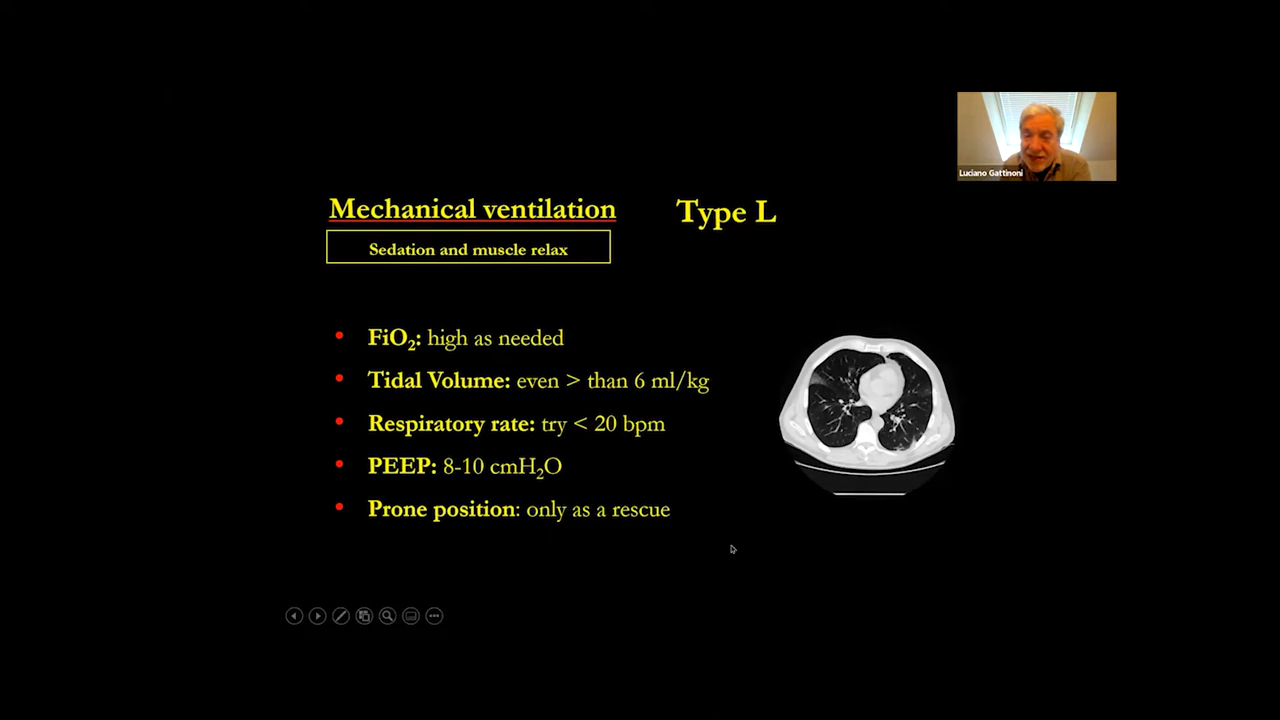 Luciano Gattinoni
Mechanical ventilation
Type L
Sedation and muscle relax
• FiO₂: high as needed
• Tidal Volume: even > than 6 ml/kg
• Respiratory rate: try < 20 bpm
• PEEP: 8-10 cmH₂O
• Prone position: only as a rescue